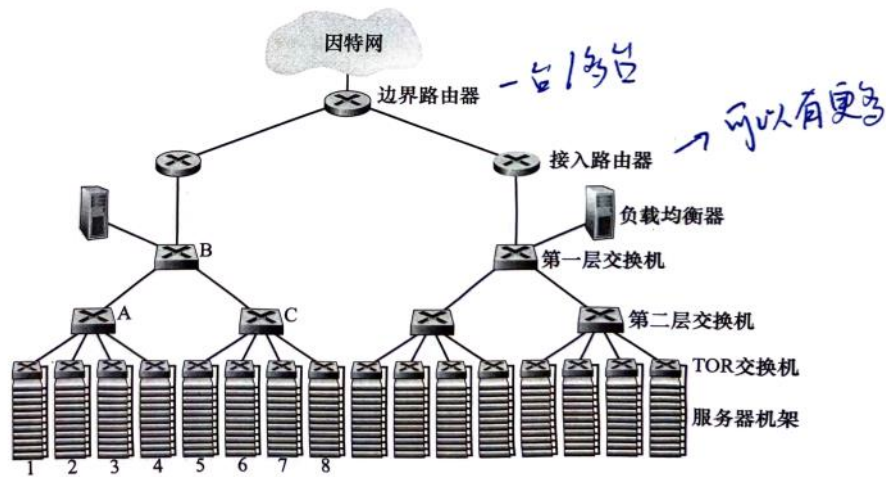 因特网
边界路由器
一台/多台
接入路由器
→可以有更多
负载均衡器
B
第一层交换机
A
C
第二层交换机
TOR交换机
服务器机架
1 2 3 4 5 6 7 8